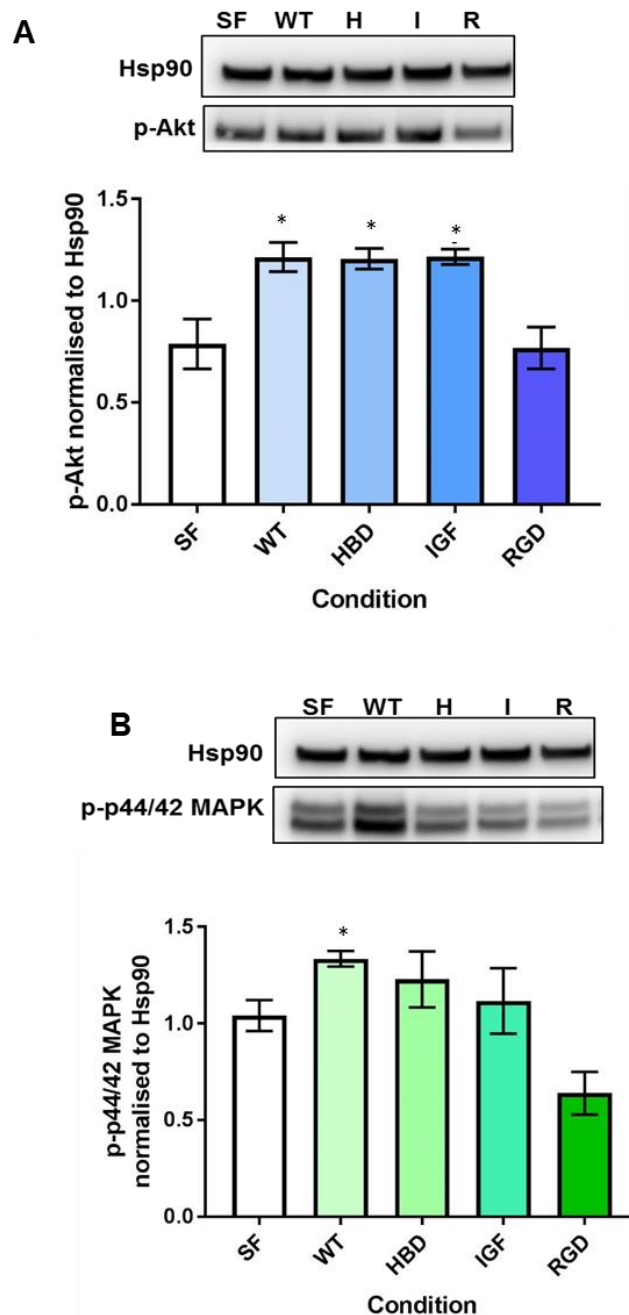 A
SF WT H I R
Hsp90
p-Akt
p-Akt normalised to Hsp90
1.5
1.0
0.5
0.0
* * *
SF WT HBD IGF RGD
Condition
B
SF WT H I R
Hsp90
p-p44/42 MAPK
p-p44/42 MAPK
normalised to Hsp90
1.5
1.0
0.5
0.0
*
SF WT HBD IGF RGD
Condition